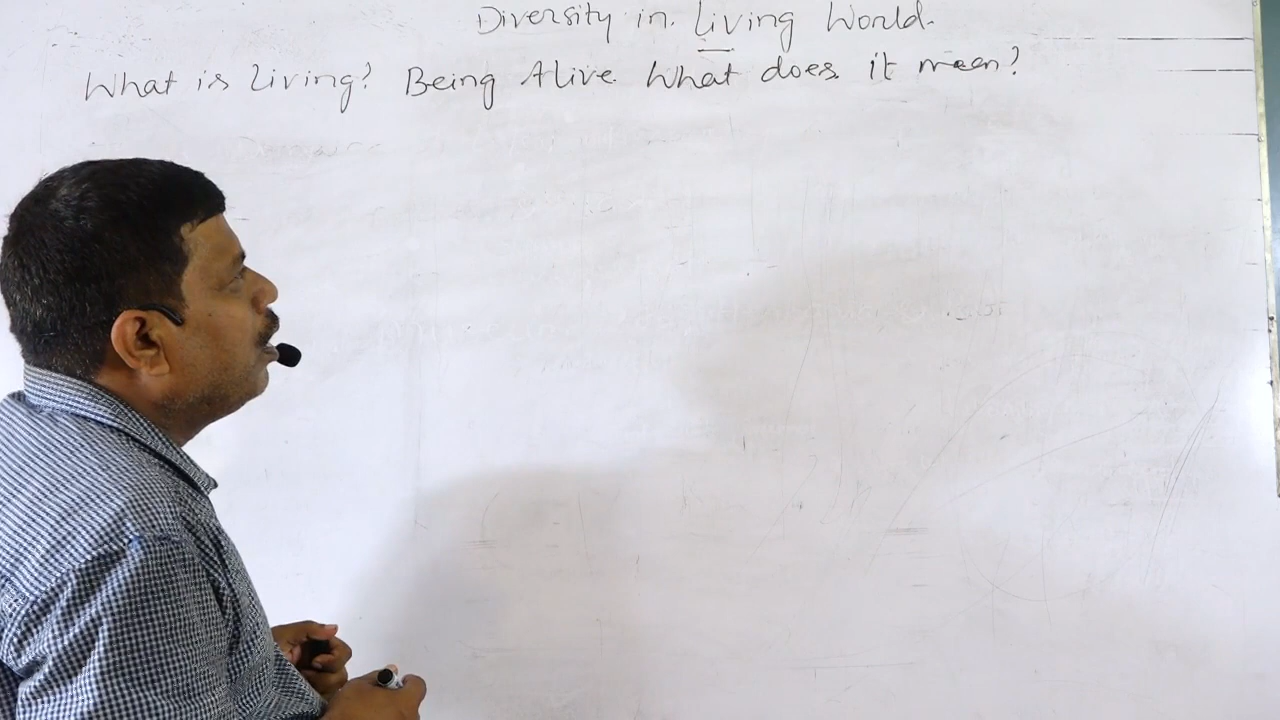 Diversity in Living World.
What is living? Being Alive What does it mean?